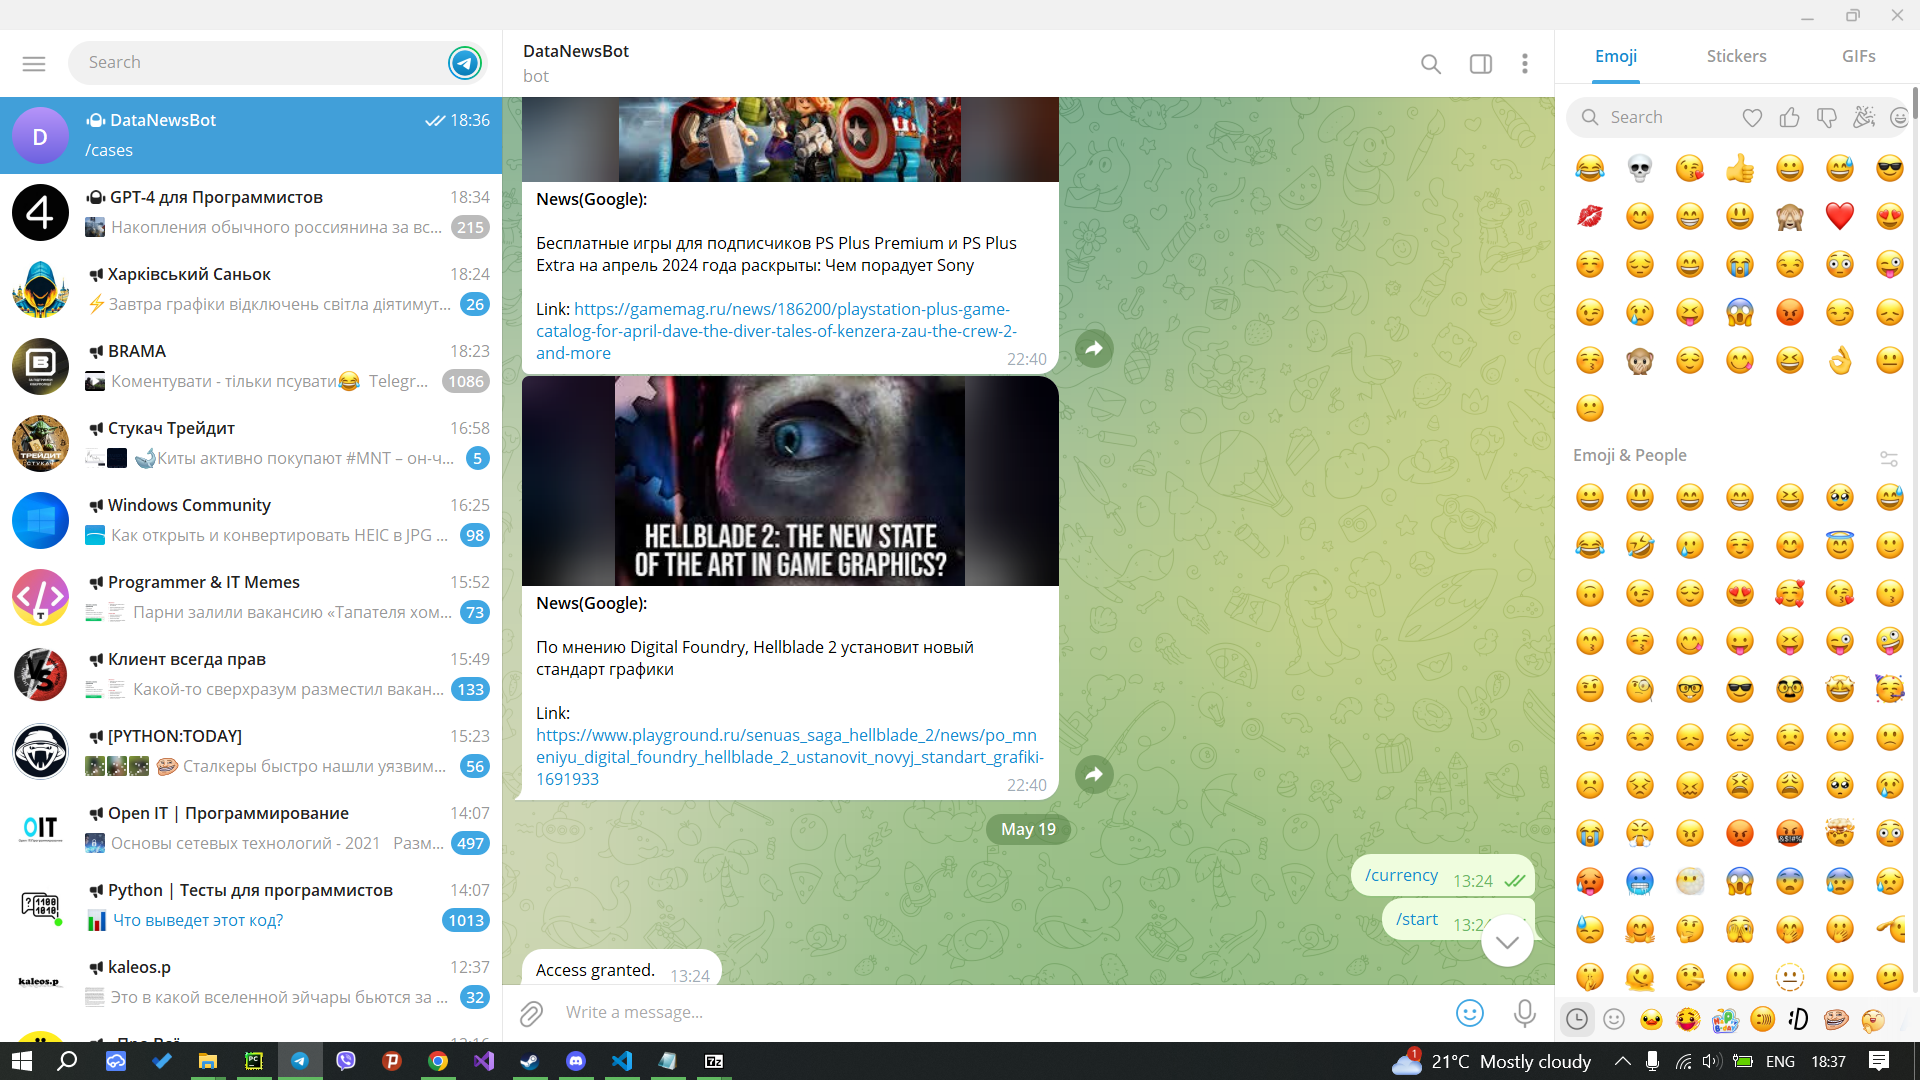 Search
DataNewsBot
18:36
/cases
GPT-4 для Программистов
18:34
Накопления обычного россиянина за вс...
215
Харківський Саньок
18:24
Завтра графіки відключень світла діятимут...
26
BRAMA
18:23
Коментувати - тільки псувати😂 Telegr...
1086
Стукач Трейдит
16:58
Киты активно покупают #MNT – он-ч...
5
Windows Community
16:25
Как открыть и конвертировать HEIC в JPG ...
98
Programmer & IT Memes
15:52
Парни залили вакансию «Тапателя хом...
73
Клиент всегда прав
15:49
Какой-то сверхразум разместил вакан...
133
[PYTHON:TODAY]
15:23
Сталкеры быстро нашли уязвим...
56
Open IT | Программирование
14:07
Основы сетевых технологий - 2021 Разм...
497
Python | Тесты для программистов
14:07
Что выведет этот код?
1013
kaleos.p
12:37
Это в какой вселенной эйчары бьются за ...
32
DataNewsBot
bot
News(Google):
Бесплатные игры для подписчиков PS Plus Premium и PS Plus
Extra на апрель 2024 года раскрыты: Чем порадует Sony
Link: https://gamemag.ru/news/186200/playstation-plus-game-
catalog-for-april-dave-the-diver-tales-of-kenzera-zau-the-crew-2-
and-more
22:40
HELLBLADE 2: THE NEW STATE
OF THE ART IN GAME GRAPHICS?
News(Google):
По мнению Digital Foundry, Hellblade 2 установит новый
стандарт графики
Link:
https://www.playground.ru/senuas_saga_hellblade_2/news/po_mn
eniyu_digital_foundry_hellblade_2_ustanovit_novyj_standart_grafiki-
1691933
22:40
May 19
/currency 13:24
/start 13:24
Access granted. 13:24
Write a message...
Emoji
Stickers
GIFs
Search
Emoji & People
21°C Mostly cloudy
ENG
18:37